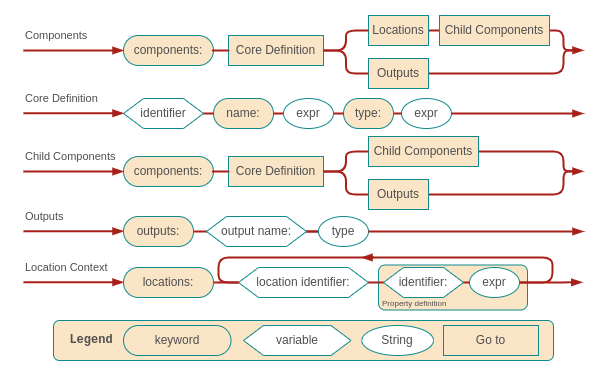 Components
components: Core Definition Locations Child Components
Outputs
Core Definition
identifier name: expr type: expr
Child Components
components: Core Definition Child Components
Outputs
Outputs
outputs: output name: type
Location Context
locations: location identifier: identifier: expr
Property definition
Legend keyword variable String Go to